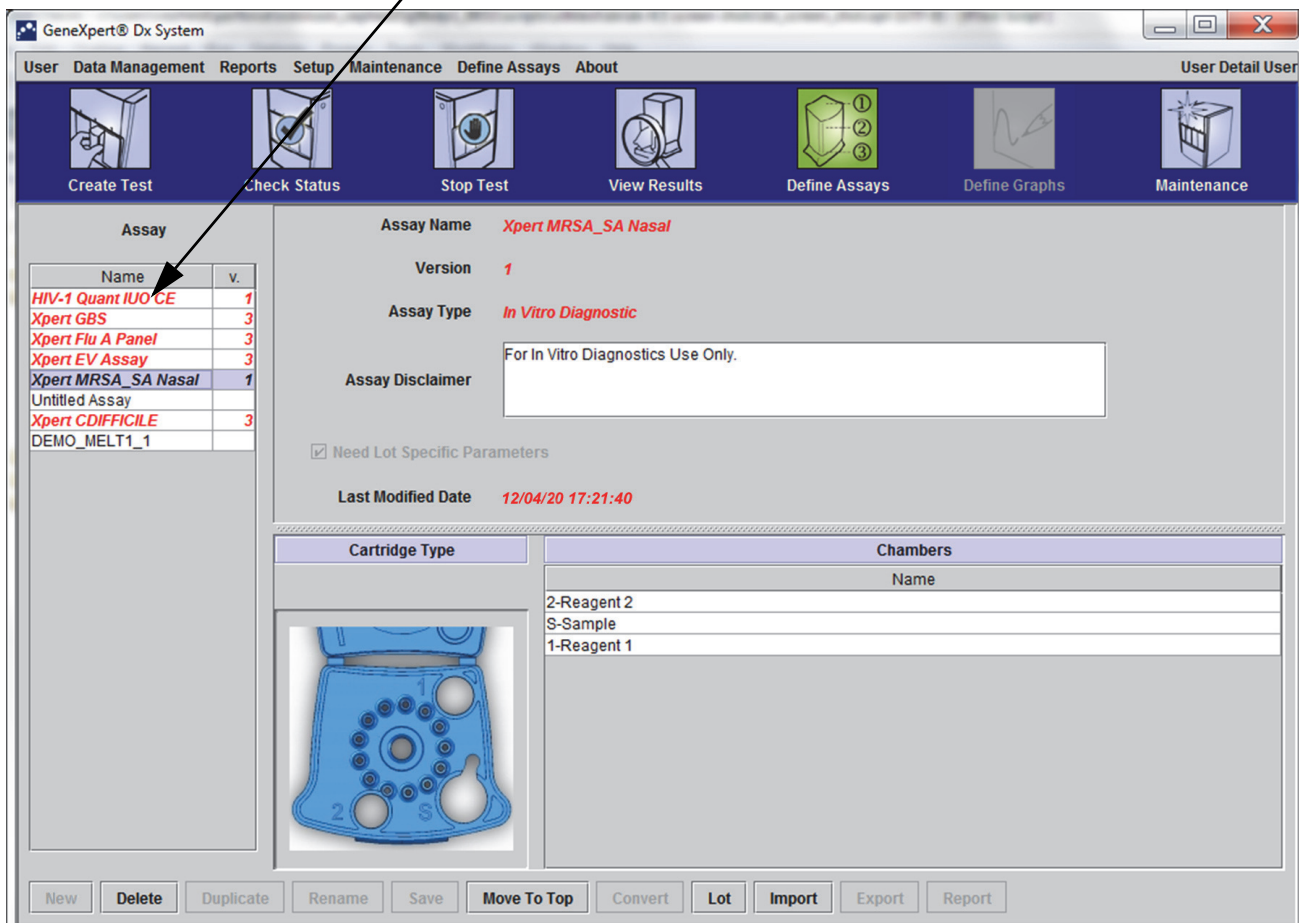 GeneXpert® Dx System
User Data Management Reports Setup Maintenance Define Assays About User Detail User
①
②
③
Create Test Check Status Stop Test View Results Define Assays Define Graphs Maintenance
Assay
Name v.
HIV-1 Quant IUO CE 1
Xpert GBS 3
Xpert Flu A Panel 3
Xpert EV Assay 3
Xpert MRSA_SA Nasal 1
Untitled Assay
Xpert CDIFFICILE 3
DEMO_MELT1_1
Assay Name Xpert MRSA_SA Nasal
Version 1
Assay Type In Vitro Diagnostic
Assay Disclaimer For In Vitro Diagnostics Use Only.
Need Lot Specific Parameters
Last Modified Date 12/04/20 17:21:40
Cartridge Type
1
2 S
Chambers
Name
2-Reagent 2
S-Sample
1-Reagent 1
New Delete Duplicate Rename Save Move To Top Convert Lot Import Export Report